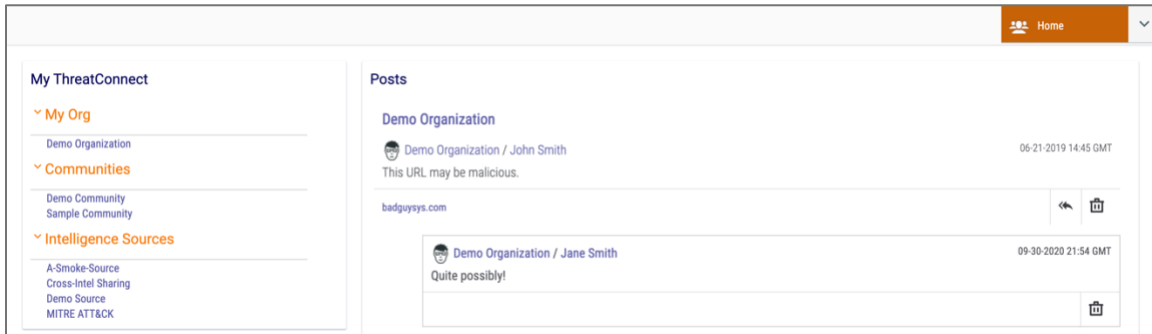 Home
My ThreatConnect
My Org
Demo Organization
Communities
Demo Community
Sample Community
Intelligence Sources
A-Smoke-Source
Cross-Intel Sharing
Demo Source
MITRE ATT&CK
Posts
Demo Organization
Demo Organization / John Smith
06-21-2019 14:45 GMT
This URL may be malicious.
badguysys.com
Demo Organization / Jane Smith
09-30-2020 21:54 GMT
Quite possibly!